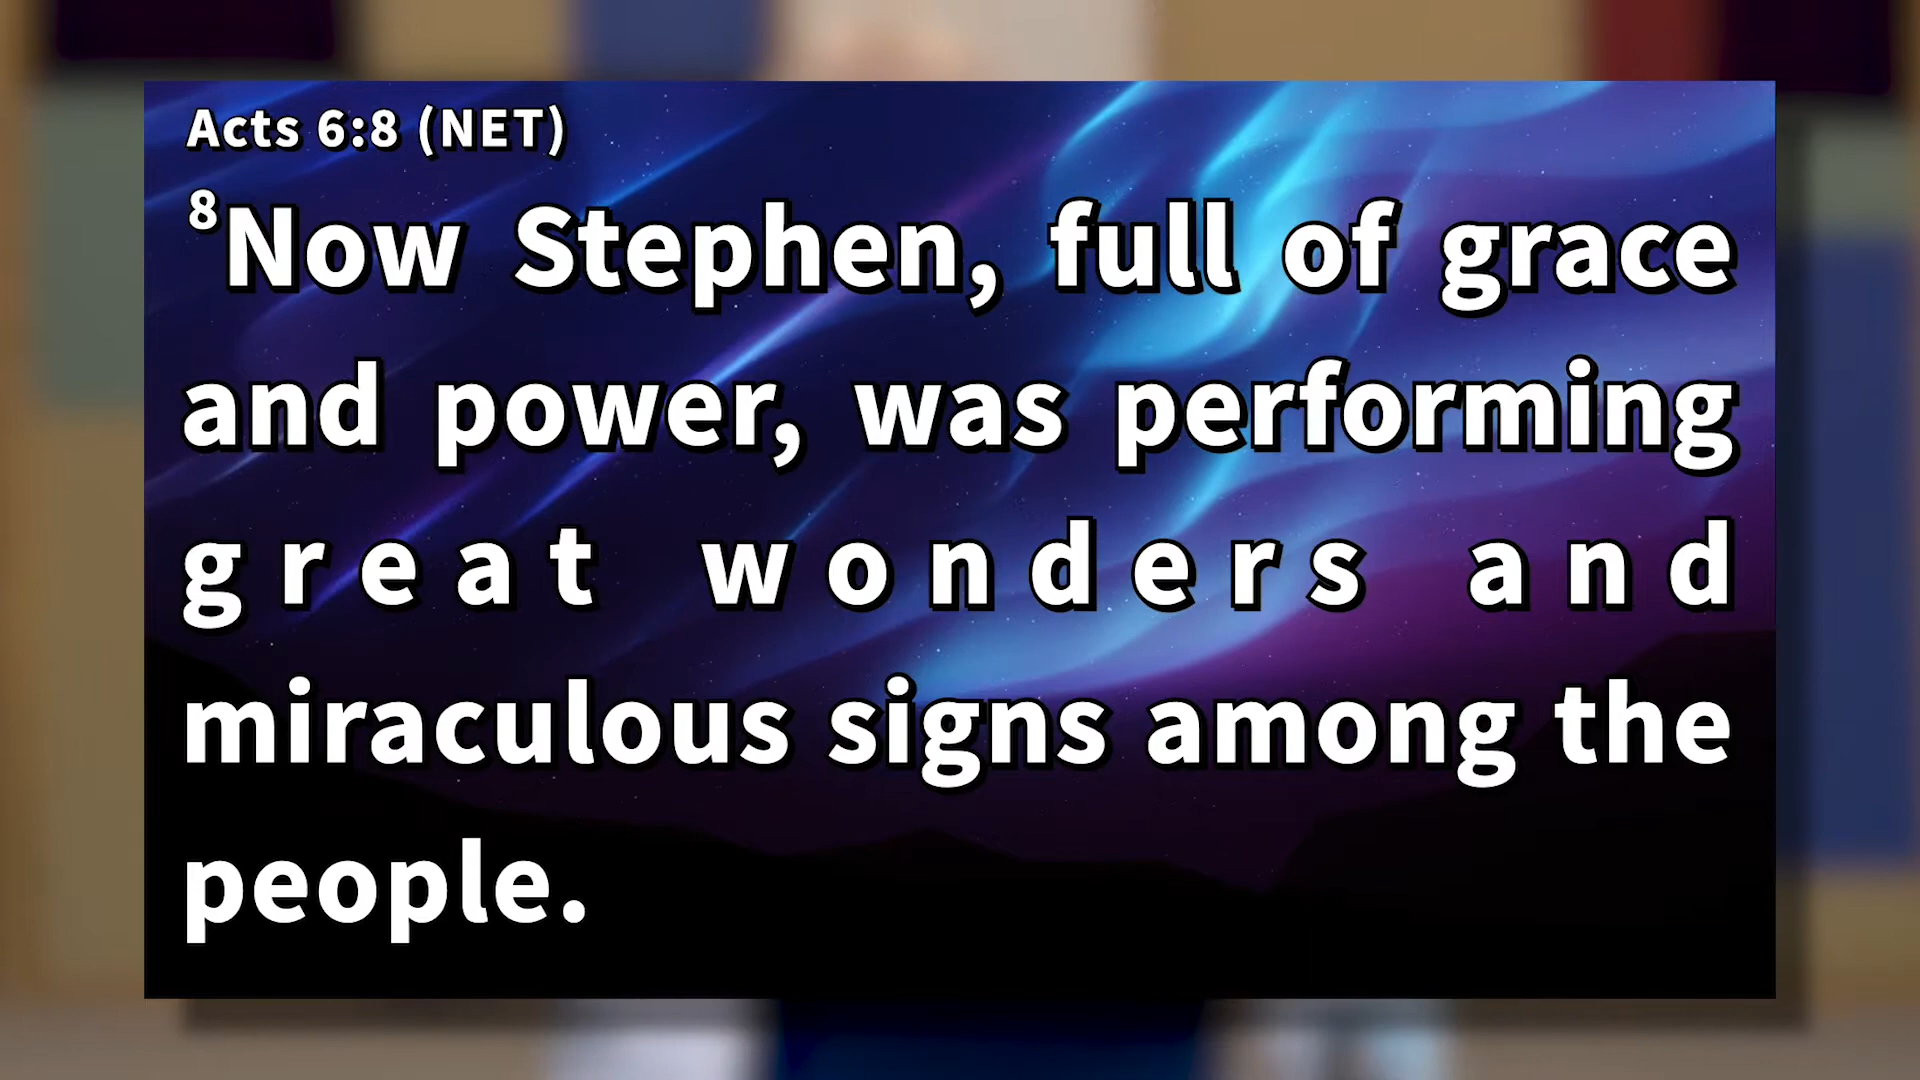 Acts 6:8 (NET)
8Now Stephen, full of grace
and power, was performing
great wonders and
miraculous signs among the
people.